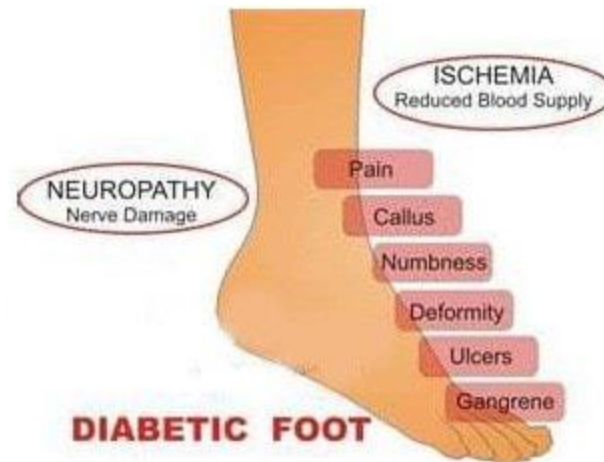 ISCHEMIA
Reduced Blood Supply
Pain
NEUROPATHY
Nerve Damage
Callus
Numbness
Deformity
Ulcers
Gangrene
DIABETIC FOOT